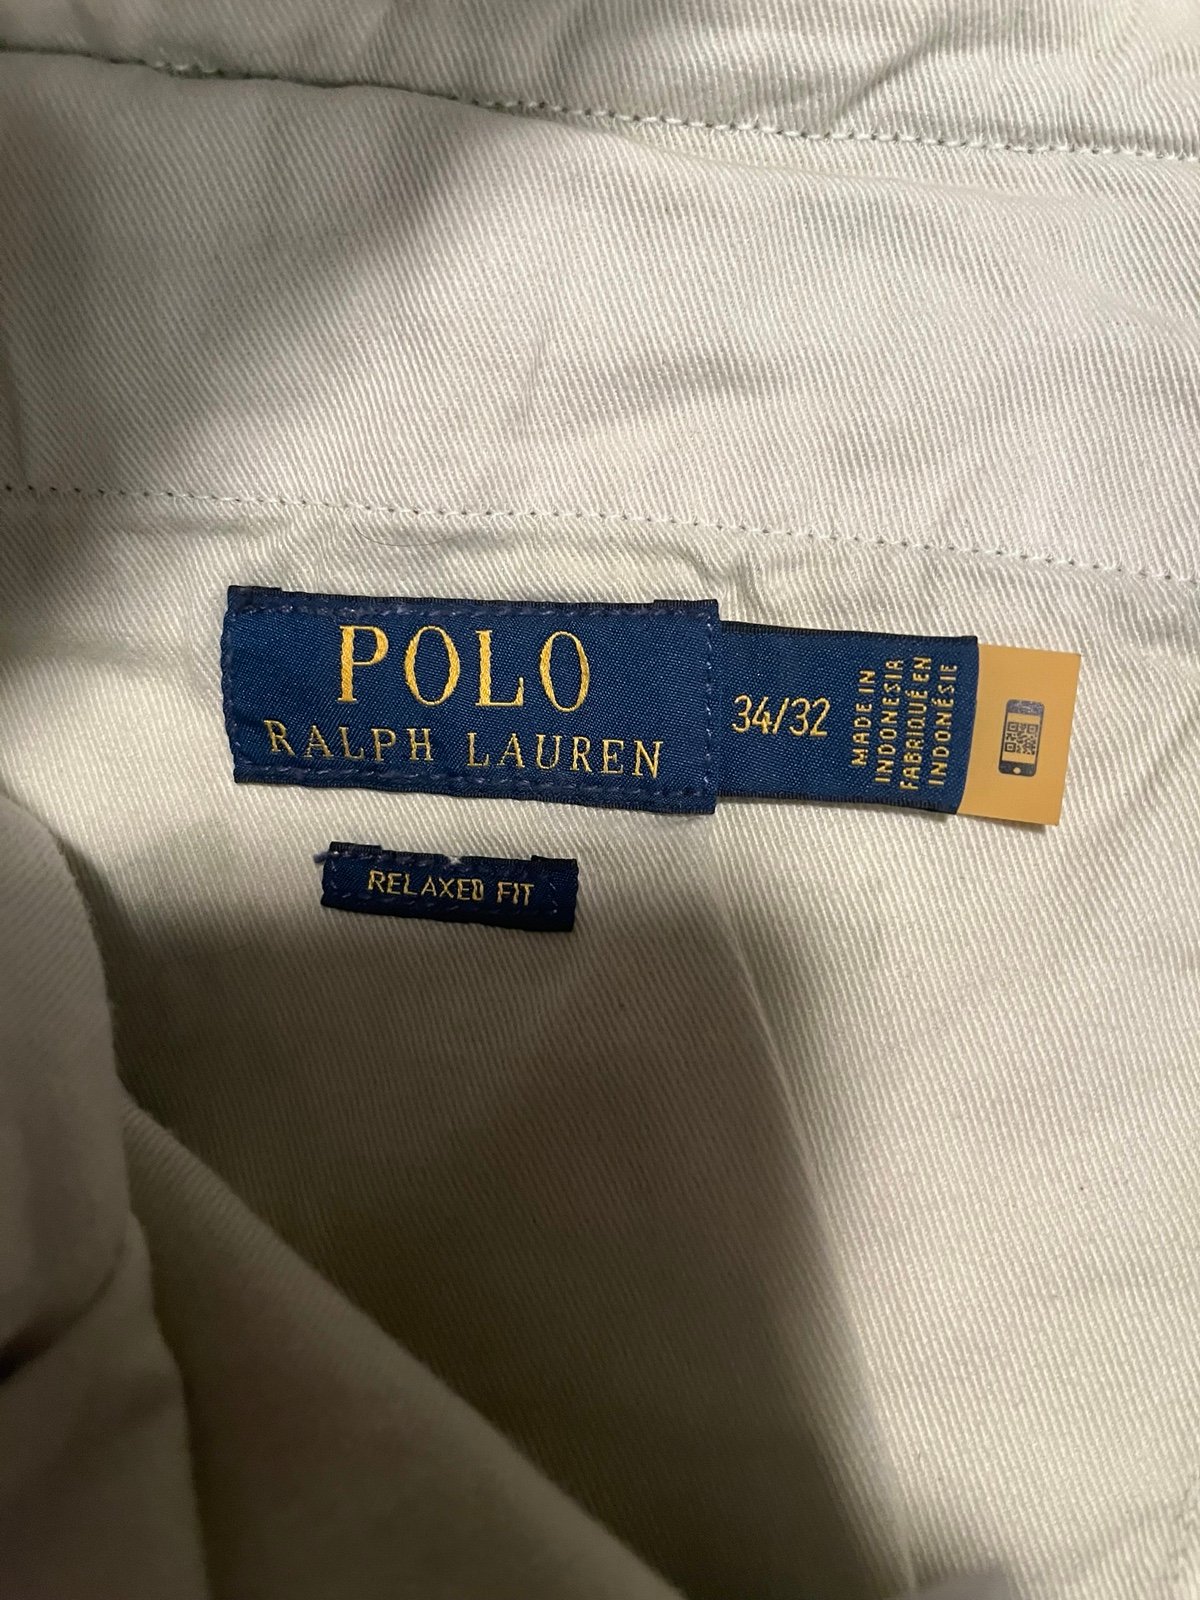 POLO
RALPH LAUREN
34/32
MADE IN
INDONESIA
FABRIQUÉ EN
INDONÉSIE
RELAXED FIT